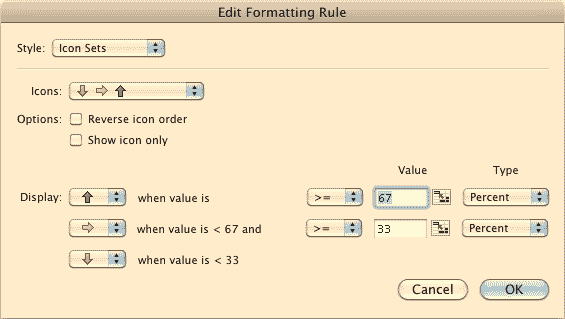 Edit Formatting Rule
Style: Icon Sets
Icons:
Options: Reverse icon order
Show icon only
Value Type
Display: when value is >= 67 Percent
when value is < 67 and >= 33 Percent
when value is < 33
Cancel OK